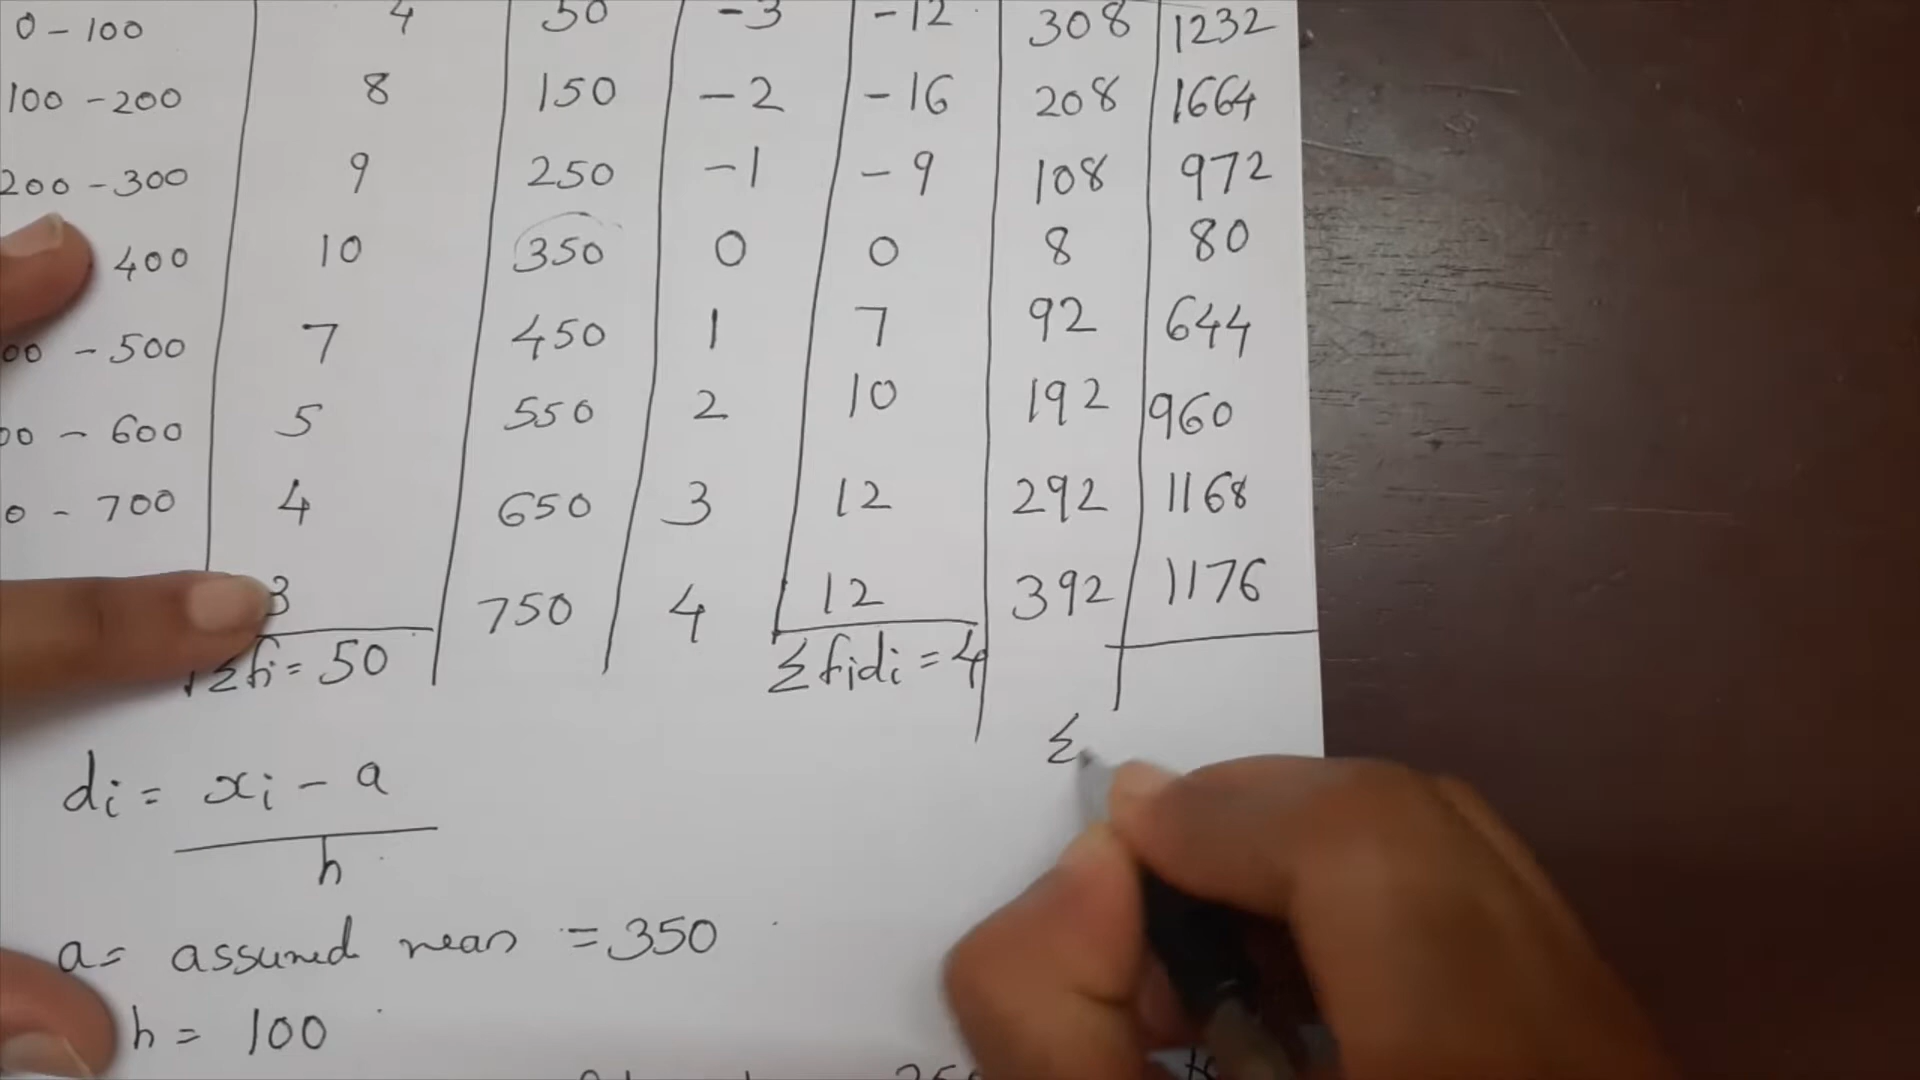 0-100 4 50 -3 -12 308 1232
100-200 8 150 -2 -16 208 1664
200-300 9 250 -1 -9 108 972
400 10 350 0 0 8 80
00-500 7 450 1 7 92 644
00-600 5 550 2 10 192 960
0-700 4 650 3 12 292 1168
3 750 4 12 392 1176
Σfi=50 Σfidi=4
Σ
di= xi-a
h
a= assumed mean =350
h= 100